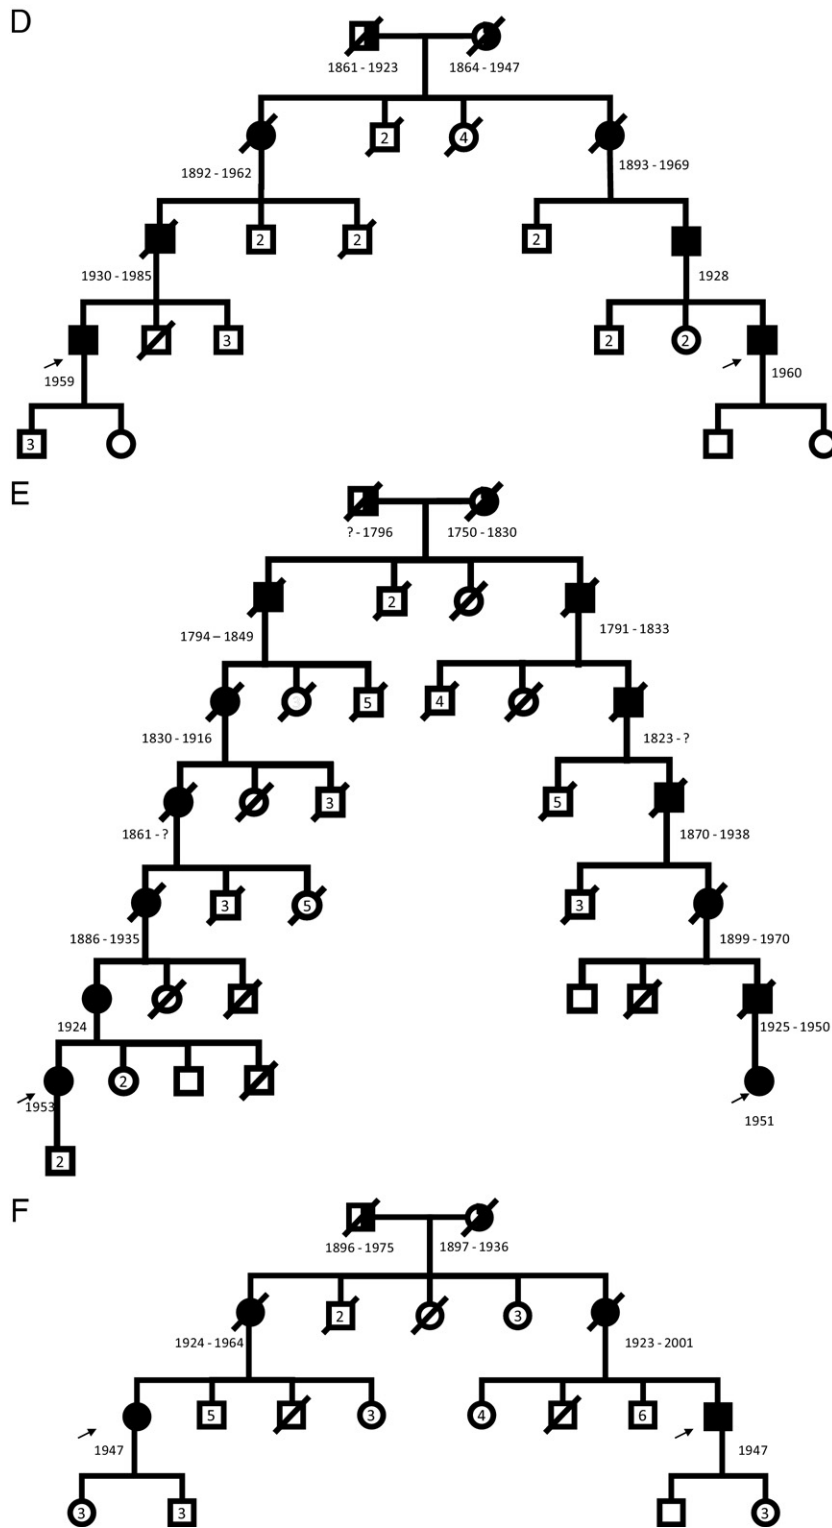 D
1861 - 1923 1864 - 1947
2 4
1892 - 1962 1893 - 1969
2 2 2
1930 - 1985 1928
3 2 2
1959 1960
3
E
? - 1796 1750 - 1830
2
1794 – 1849 1791 - 1833
5 4
1830 - 1916 1823 - ?
3 5
1861 - ? 1870 - 1938
3 5 3
1886 - 1935 1899 - 1970
1924 1925 - 1950
2
1953 1951
2
F
1896 - 1975 1897 - 1936
2 3
1924 - 1964 1923 - 2001
5 3 4 6
1947 1947
3 3 3